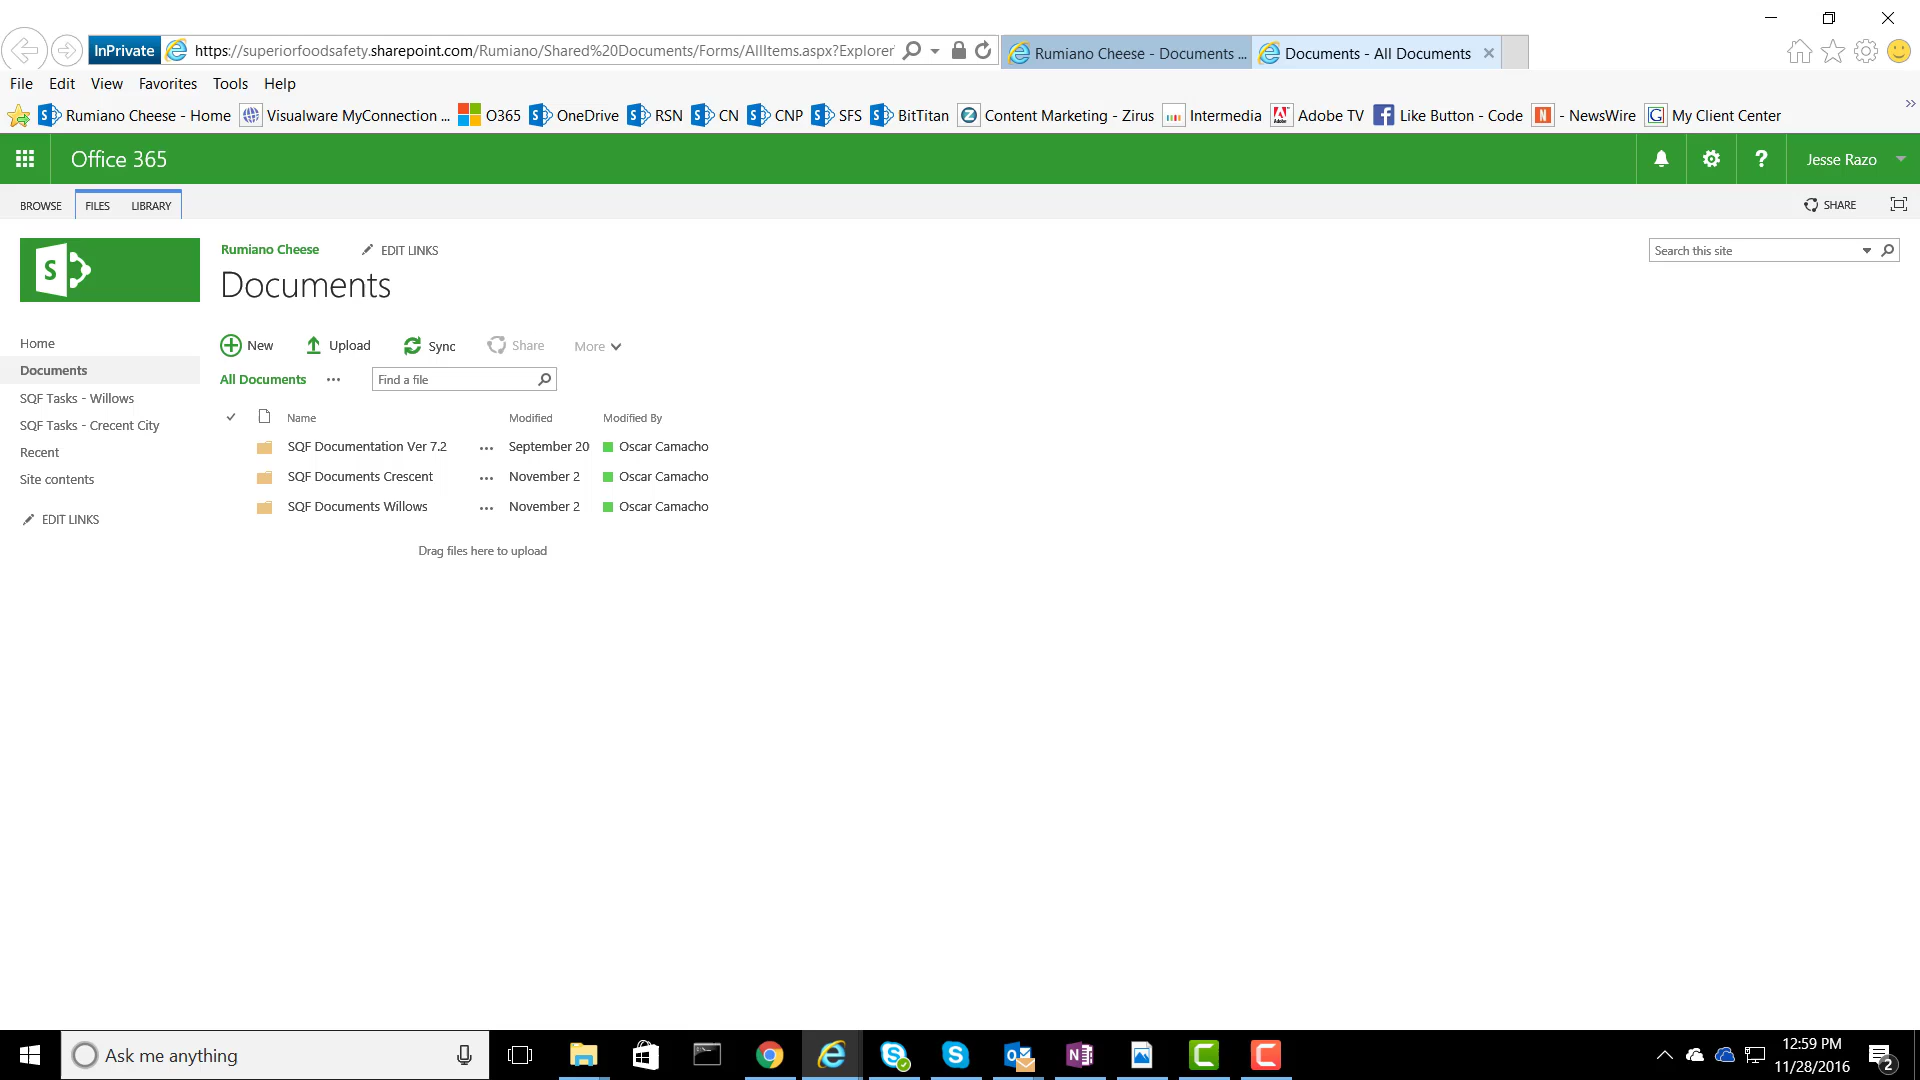 InPrivate https://superiorfoodsafety.sharepoint.com/Rumiano/Shared%20Documents/Forms/AllItems.aspx?Explorer Rumiano Cheese - Documents ... Documents - All Documents
File Edit View Favorites Tools Help
Rumiano Cheese - Home Visualware MyConnection ... O365 OneDrive RSN CN CNP SFS BitTitan Content Marketing - Zirus Intermedia Adobe TV Like Button - Code - NewsWire My Client Center
Office 365 Jesse Razo
BROWSE FILES LIBRARY SHARE
Rumiano Cheese EDIT LINKS Search this site
Documents
Home
Documents
SQF Tasks - Willows
SQF Tasks - Crecent City
Recent
Site contents
EDIT LINKS
New Upload Sync Share More
All Documents ... Find a file
Name Modified Modified By
SQF Documentation Ver 7.2 ... September 20 Oscar Camacho
SQF Documents Crescent ... November 2 Oscar Camacho
SQF Documents Willows ... November 2 Oscar Camacho
Drag files here to upload
Ask me anything 12:59 PM
11/28/2016 2